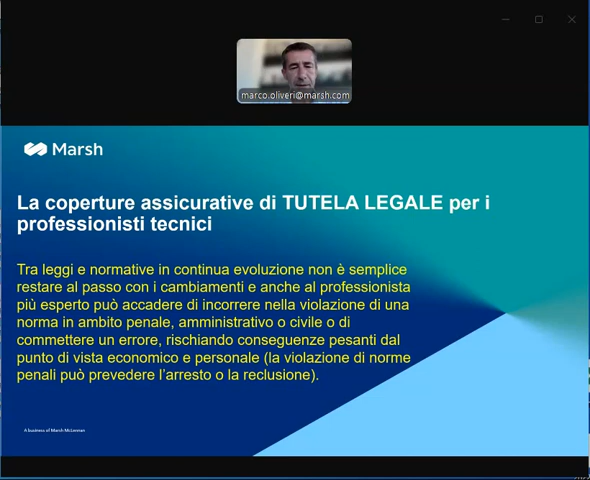 marco.oliveri@marsh.com
Marsh
La coperture assicurative di TUTELA LEGALE per i
professionisti tecnici
Tra leggi e normative in continua evoluzione non è semplice
restare al passo con i cambiamenti e anche al professionista
più esperto può accadere di incorrere nella violazione di una
norma in ambito penale, amministrativo o civile o di
commettere un errore, rischiando conseguenze pesanti dal
punto di vista economico e personale (la violazione di norme
penali può prevedere l'arresto o la reclusione).
A business of Marsh McLennan